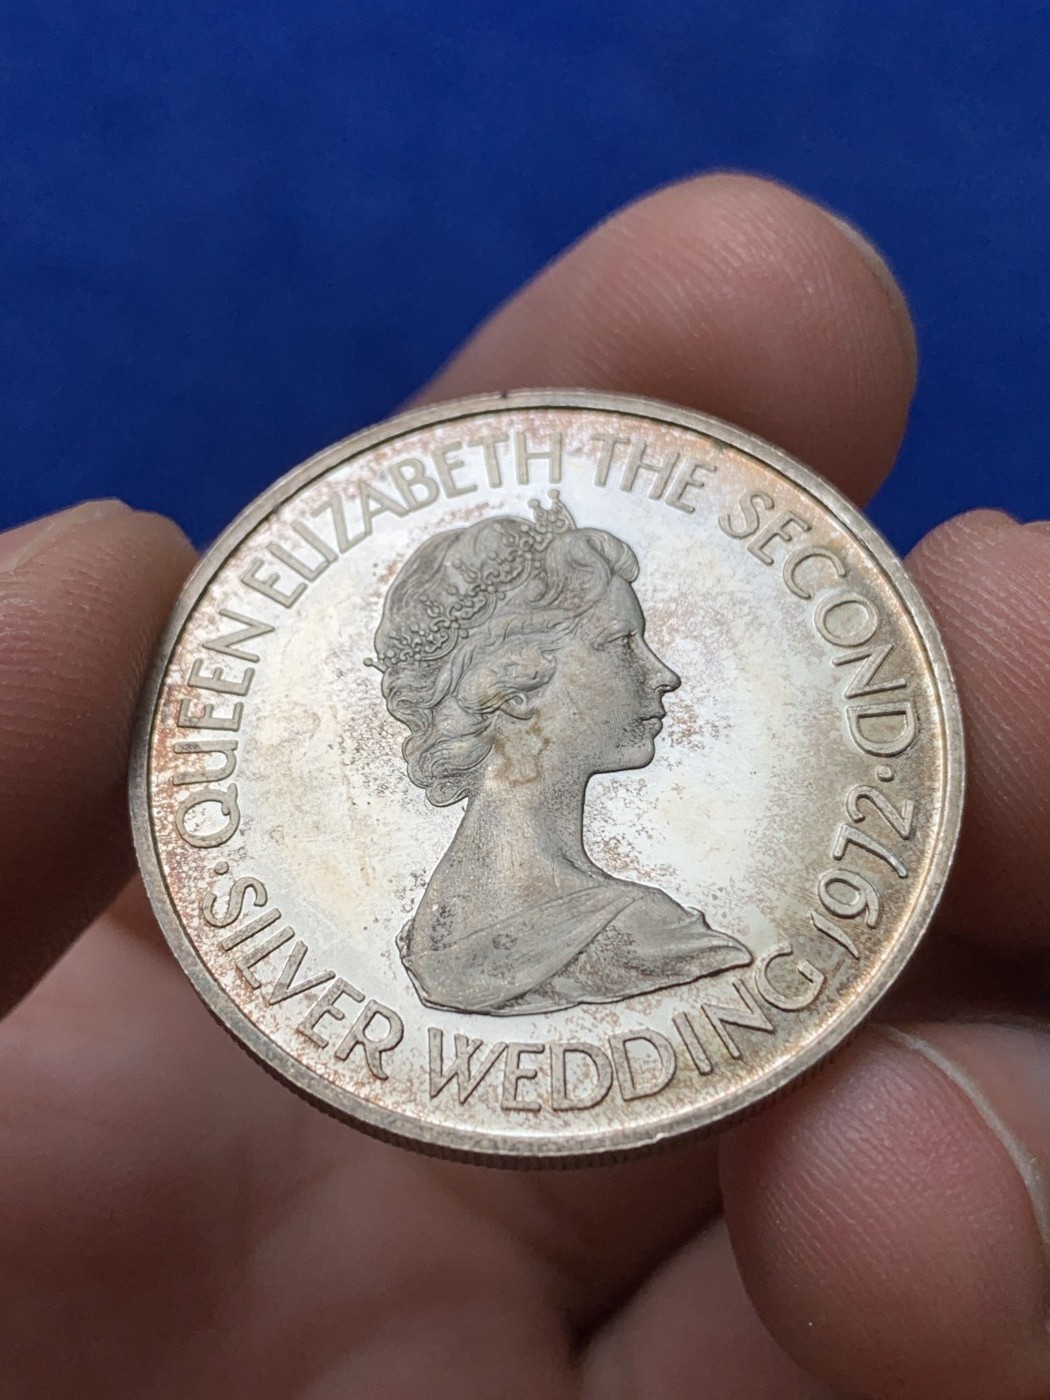 QUEEN ELIZABETH THE SECOND · 1972
· SILVER WEDDING